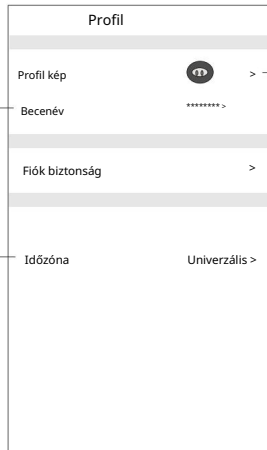 Profil
Profil kép >
Becenév ******** >
Fiók biztonság >
Időzóna Univerzális >